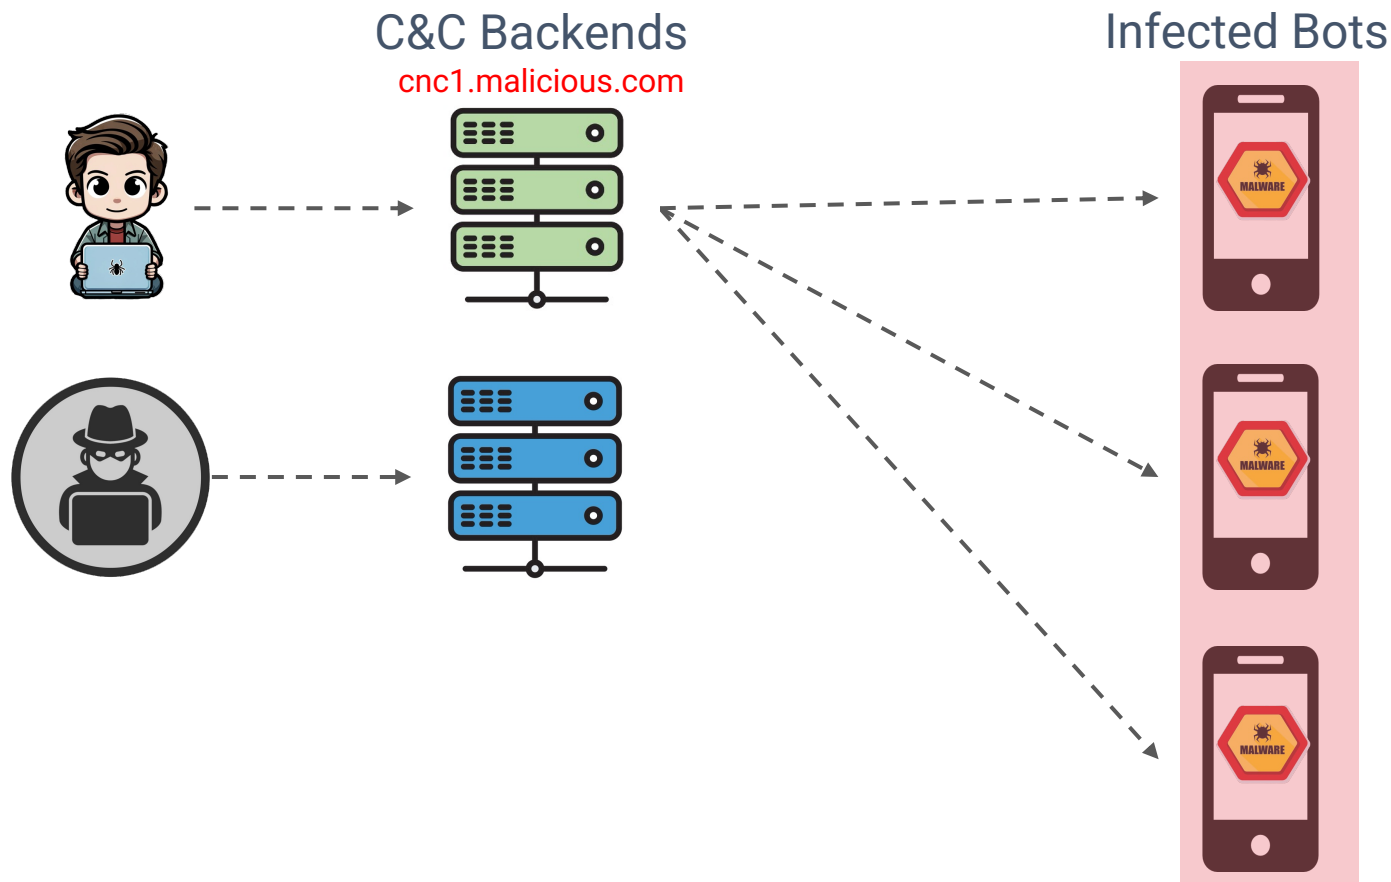 C&C Backends
Infected Bots
cnc1.malicious.com
MALWARE
MALWARE
MALWARE